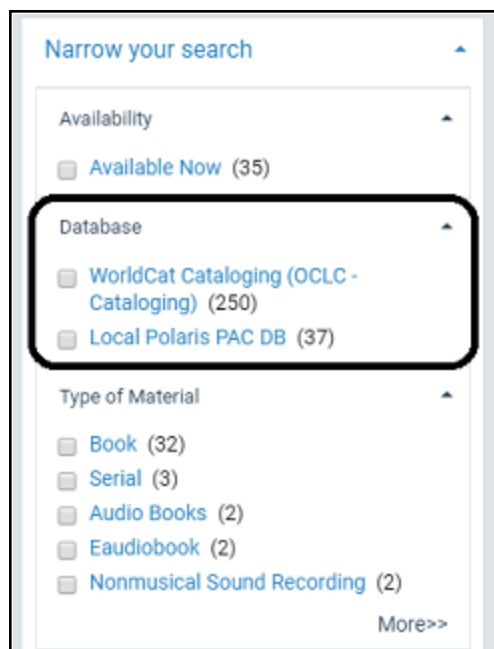 Narrow your search
Availability
Available Now (35)
Database
WorldCat Cataloging (OCLC -
Cataloging) (250)
Local Polaris PAC DB (37)
Type of Material
Book (32)
Serial (3)
Audio Books (2)
Eaudiobook (2)
Nonmusical Sound Recording (2)
More>>